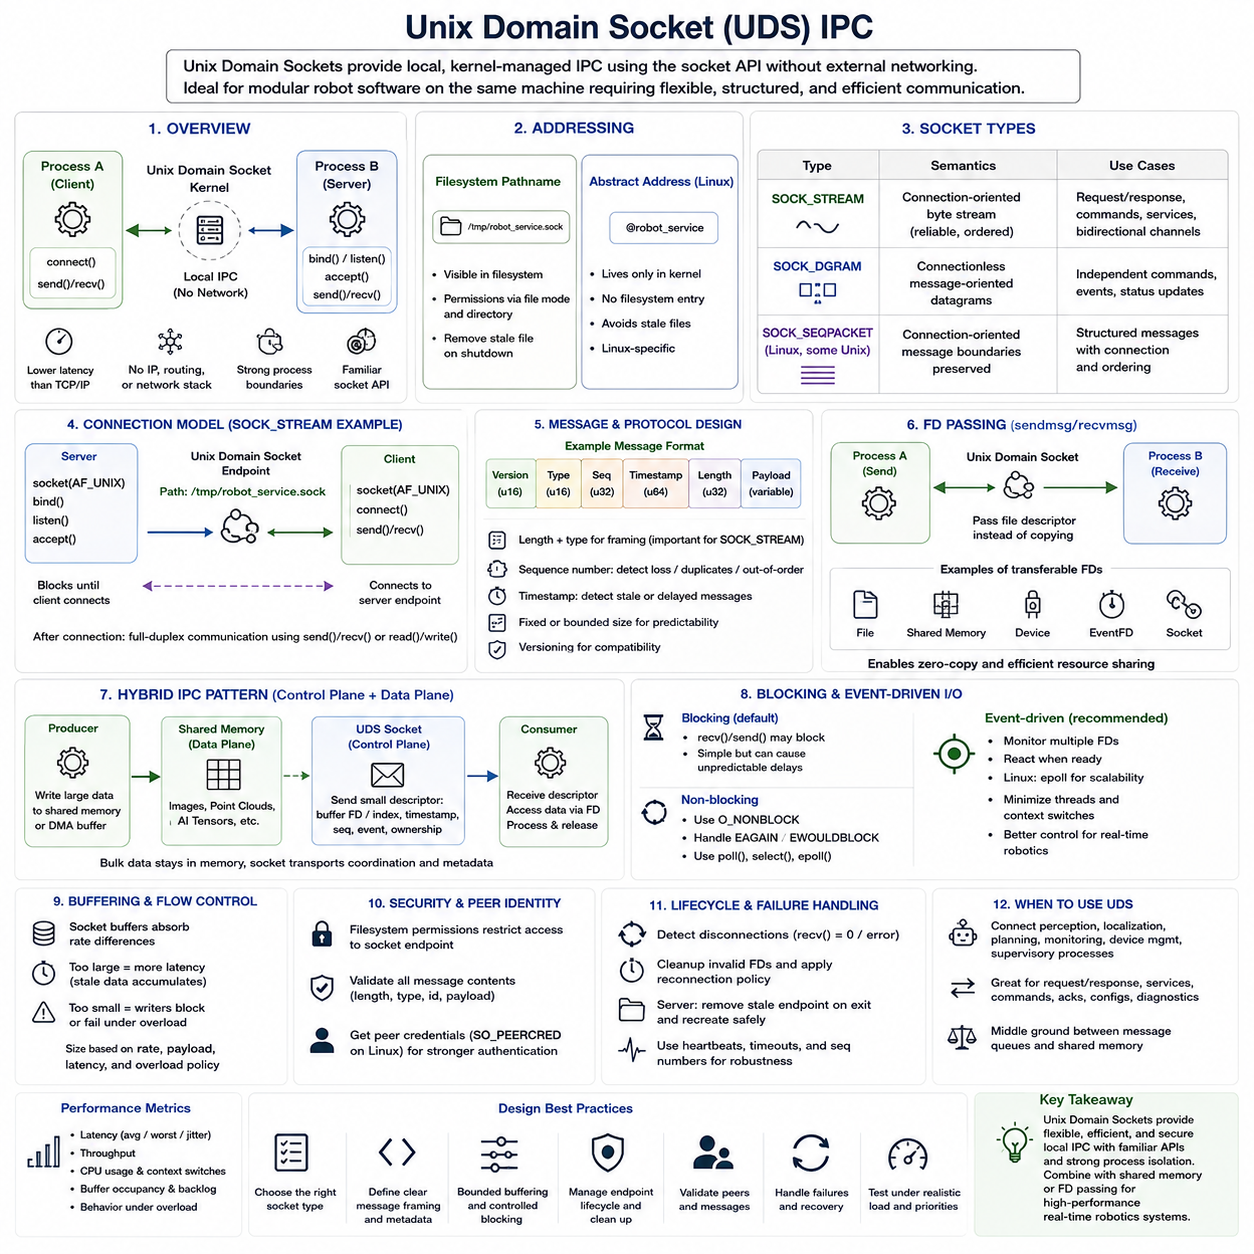 Unix Domain Socket (UDS) IPC
Unix Domain Sockets provide local, kernel-managed IPC using the socket API without external networking.
Ideal for modular robot software on the same machine requiring flexible, structured, and efficient communication.
1. OVERVIEW
Process A
(Client)
connect()
send()/recv()
Unix Domain Socket
Kernel
Local IPC
(No Network)
Process B
(Server)
bind() / listen()
accept()
send()/recv()
Lower latency
than TCP/IP
No IP, routing,
or network stack
Strong process
boundaries
Familiar
socket API
2. ADDRESSING
Filesystem Pathname
/tmp/robot_service.sock
• Visible in filesystem
• Permissions via file mode
and directory
• Remove stale file
on shutdown
Abstract Address (Linux)
@robot_service
• Lives only in kernel
• No filesystem entry
• Avoids stale files
• Linux-specific
3. SOCKET TYPES
Type
Semantics
Use Cases
SOCK_STREAM
Connection-oriented
byte stream
(reliable, ordered)
Request/response,
commands, services,
bidirectional channels
SOCK_DGRAM
Connectionless
message-oriented
datagrams
Independent commands,
events, status updates
SOCK_SEQPACKET
(Linux, some Unix)
Connection-oriented
message boundaries
preserved
Structured messages
with connection
and ordering
4. CONNECTION MODEL (SOCK_STREAM EXAMPLE)
Server
socket(AF_UNIX)
bind()
listen()
accept()
Unix Domain Socket
Endpoint
Path: /tmp/robot_service.sock
Client
socket(AF_UNIX)
connect()
send()/recv()
Blocks until
client connects
Connects to
server endpoint
After connection: full-duplex communication using send()/recv() or read()/write()
5. MESSAGE & PROTOCOL DESIGN
Example Message Format
Version
(u16)
Type
(u16)
Seq
(u32)
Timestamp
(u64)
Length
(u32)
Payload
(variable)
Length + type for framing (important for SOCK_STREAM)
Sequence number: detect loss / duplicates / out-of-order
Timestamp: detect stale or delayed messages
Fixed or bounded size for predictability
Versioning for compatibility
6. FD PASSING (sendmsg/recvmsg)
Process A
(Send)
Unix Domain Socket
Pass file descriptor
instead of copying
Process B
(Receive)
Examples of transferable FDs
File
Shared Memory
Device
EventFD
Socket
Enables zero-copy and efficient resource sharing
7. HYBRID IPC PATTERN (Control Plane + Data Plane)
Producer
Write large data
to shared memory
or DMA buffer
Shared Memory
(Data Plane)
Images, Point Clouds,
AI Tensors, etc.
UDS Socket
(Control Plane)
Send small descriptor:
buffer FD / index, timestamp,
seq, event, ownership
Consumer
Receive descriptor
Access data via FD
Process & release
Bulk data stays in memory, socket transports coordination and metadata
8. BLOCKING & EVENT-DRIVEN I/O
Blocking (default)
• recv()/send() may block
• Simple but can cause
unpredictable delays
Non-blocking
• Use O_NONBLOCK
• Handle EAGAIN / EWOULDBLOCK
• Use poll(), select(), epoll()
Event-driven (recommended)
• Monitor multiple FDs
• React when ready
• Linux: epoll for scalability
• Minimize threads and
context switches
• Better control for real-time
robotics
9. BUFFERING & FLOW CONTROL
Socket buffers absorb
rate differences
Too large = more latency
(stale data accumulates)
Too small = writers block
or fail under overload
Size based on rate, payload,
latency, and overload policy
10. SECURITY & PEER IDENTITY
Filesystem permissions restrict access
to socket endpoint
Validate all message contents
(length, type, id, payload)
Get peer credentials (SO_PEERCRED
on Linux) for stronger authentication
11. LIFECYCLE & FAILURE HANDLING
Detect disconnections (recv() = 0 / error)
Cleanup invalid FDs and apply
reconnection policy
Server: remove stale endpoint on exit
and recreate safely
Use heartbeats, timeouts, and seq
numbers for robustness
12. WHEN TO USE UDS
Connect perception, localization,
planning, monitoring, device mgmt,
supervisory processes
Great for request/response, services,
commands, acks, configs, diagnostics
Middle ground between message
queues and shared memory
Performance Metrics
• Latency (avg / worst / jitter)
• Throughput
• CPU usage & context switches
• Buffer occupancy & backlog
• Behavior under overload
Design Best Practices
Choose the right
socket type
Define clear
message framing
and metadata
Bounded buffering
and controlled
blocking
Manage endpoint
lifecycle and
clean up
Validate peers
and messages
Handle failures
and recovery
Test under realistic
load and priorities
Key Takeaway
Unix Domain Sockets provide
flexible, efficient, and secure
local IPC with familiar APIs
and strong process isolation.
Combine with shared memory
or FD passing for
high-performance
real-time robotics systems.